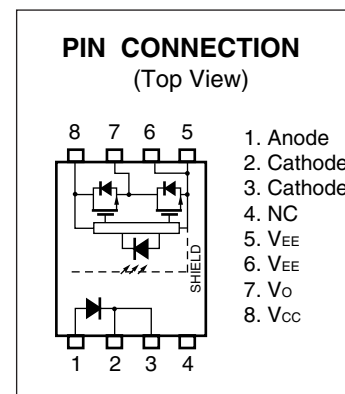 PIN CONNECTION
(Top View)
8 7 6 5
SHIELD
1 2 3 4
1. Anode
2. Cathode
3. Cathode
4. NC
5. VEE
6. VEE
7. VO
8. VCC